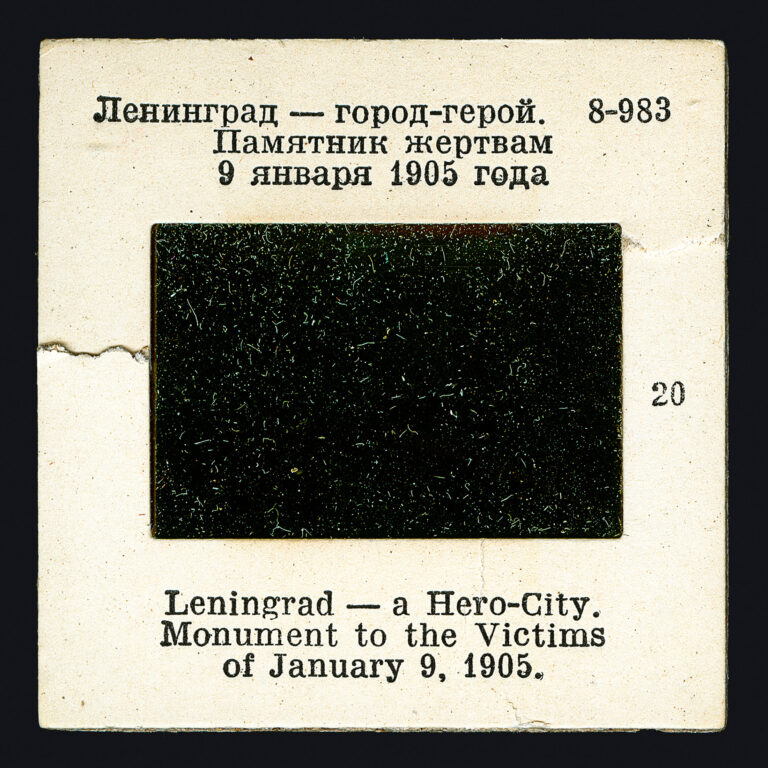 Ленинград — город-герой. 8-983
Памятник жертвам
9 января 1905 года
20
Leningrad — a Hero-City.
Monument to the Victims
of January 9, 1905.